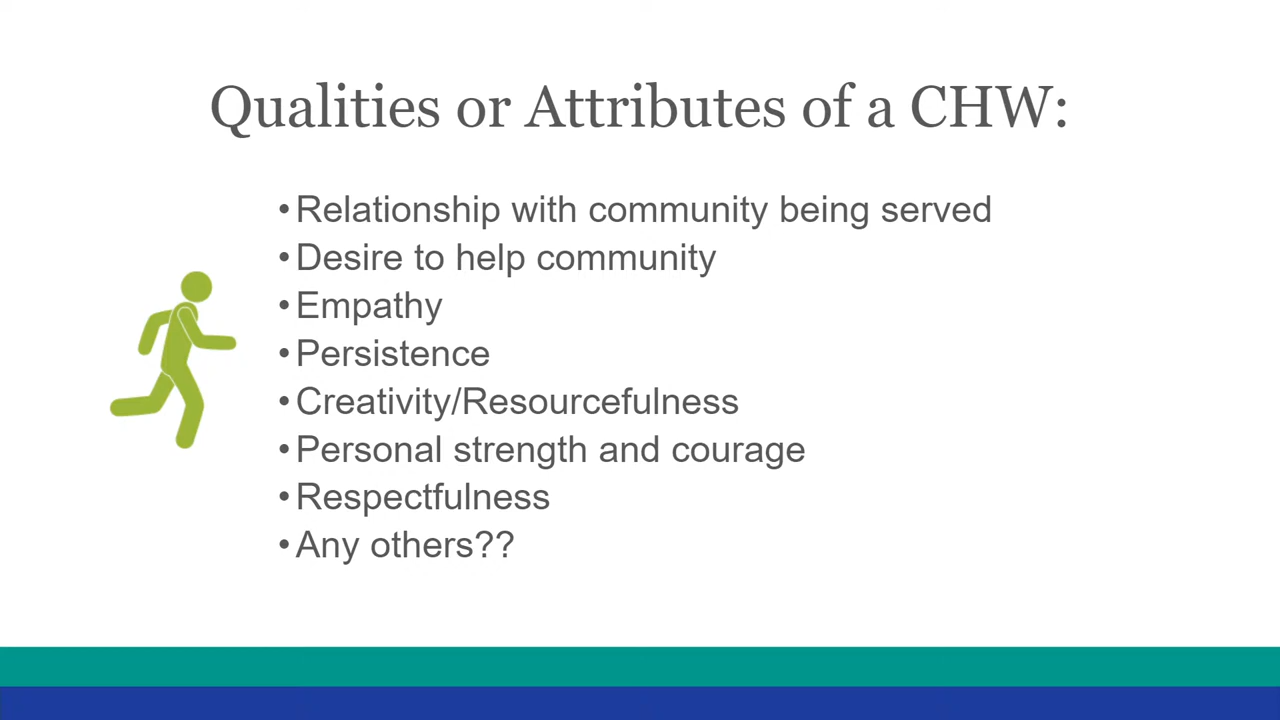 Qualities or Attributes of a CHW:
•Relationship with community being served
•Desire to help community
•Empathy
•Persistence
•Creativity/Resourcefulness
•Personal strength and courage
•Respectfulness
•Any others??